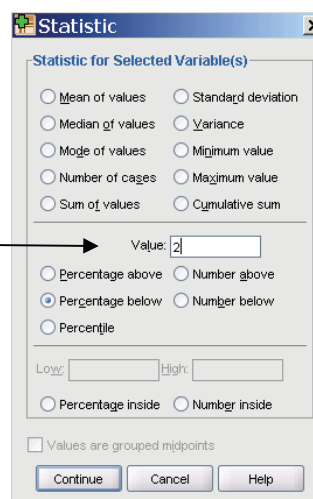 Statistic
Statistic for Selected Variable(s)
Mean of values Standard deviation
Median of values Variance
Mode of values Minimum value
Number of cases Maximum value
Sum of values Cumulative sum
Value: 2
Percentage above Number above
Percentage below Number below
Percentile
Low: High:
Percentage inside Number inside
Values are grouped midpoints
Continue Cancel Help